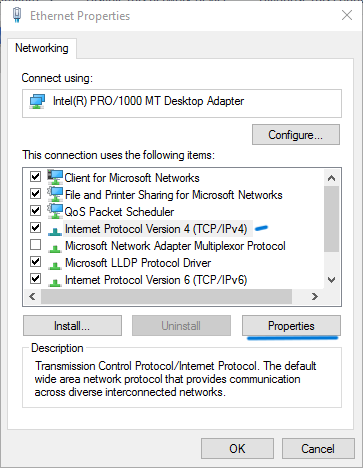 Ethernet Properties
Networking
Connect using:
Intel(R) PRO/1000 MT Desktop Adapter
Configure...
This connection uses the following items:
Client for Microsoft Networks
File and Printer Sharing for Microsoft Networks
QoS Packet Scheduler
Internet Protocol Version 4 (TCP/IPv4)
Microsoft Network Adapter Multiplexor Protocol
Microsoft LLDP Protocol Driver
Internet Protocol Version 6 (TCP/IPv6)
Install... Uninstall Properties
Description
Transmission Control Protocol/Internet Protocol. The default
wide area network protocol that provides communication
across diverse interconnected networks.
OK Cancel